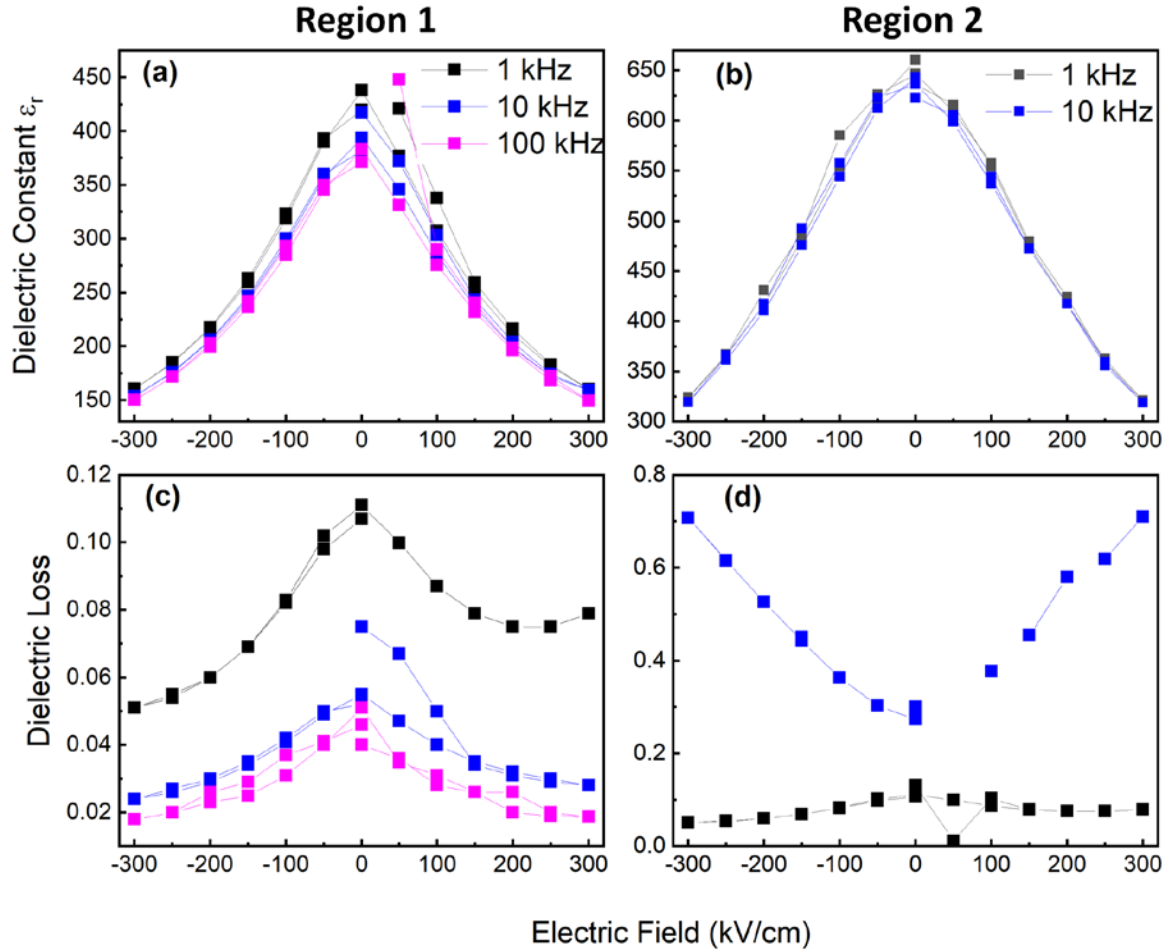 Region 1
Region 2
Dielectric Constant εr
(a)
1 kHz
10 kHz
100 kHz
450
400
350
300
250
200
150
-300 -200 -100 0 100 200 300
(b)
1 kHz
10 kHz
650
600
550
500
450
400
350
300
-300 -200 -100 0 100 200 300
Dielectric Loss
(c)
0.12
0.10
0.08
0.06
0.04
0.02
-300 -200 -100 0 100 200 300
(d)
0.8
0.6
0.4
0.2
0.0
-300 -200 -100 0 100 200 300
Electric Field (kV/cm)